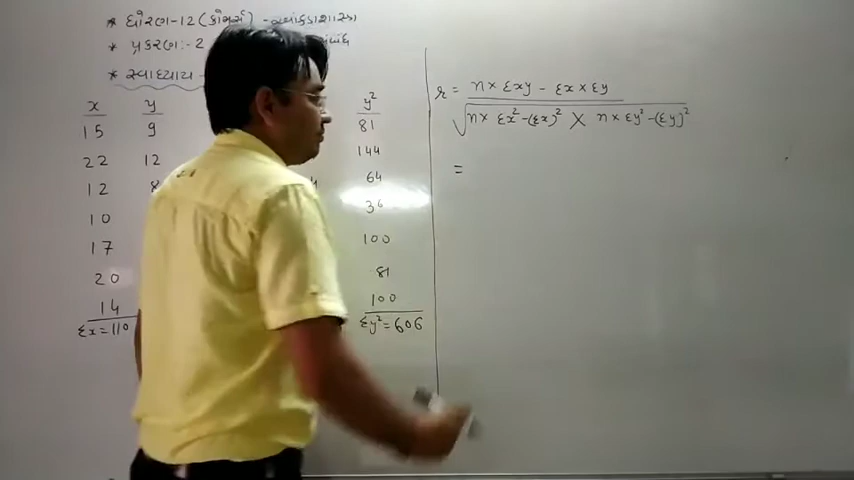 * ધોરણ-12 (કોમર્સ) - આંકડાશાસ્ત્ર
* પ્રકરણ :- 2
* સ્વાધ્યાય
x y y²
15 9 81
22 12 144
12 8 64
10 36
17 100
20 81
14 100
Σx=110 Σy²=606
r = n× Σxy - Σx×Σy
√n× Σx²-(Σx)² × n×Σy²-(Σy)²
=